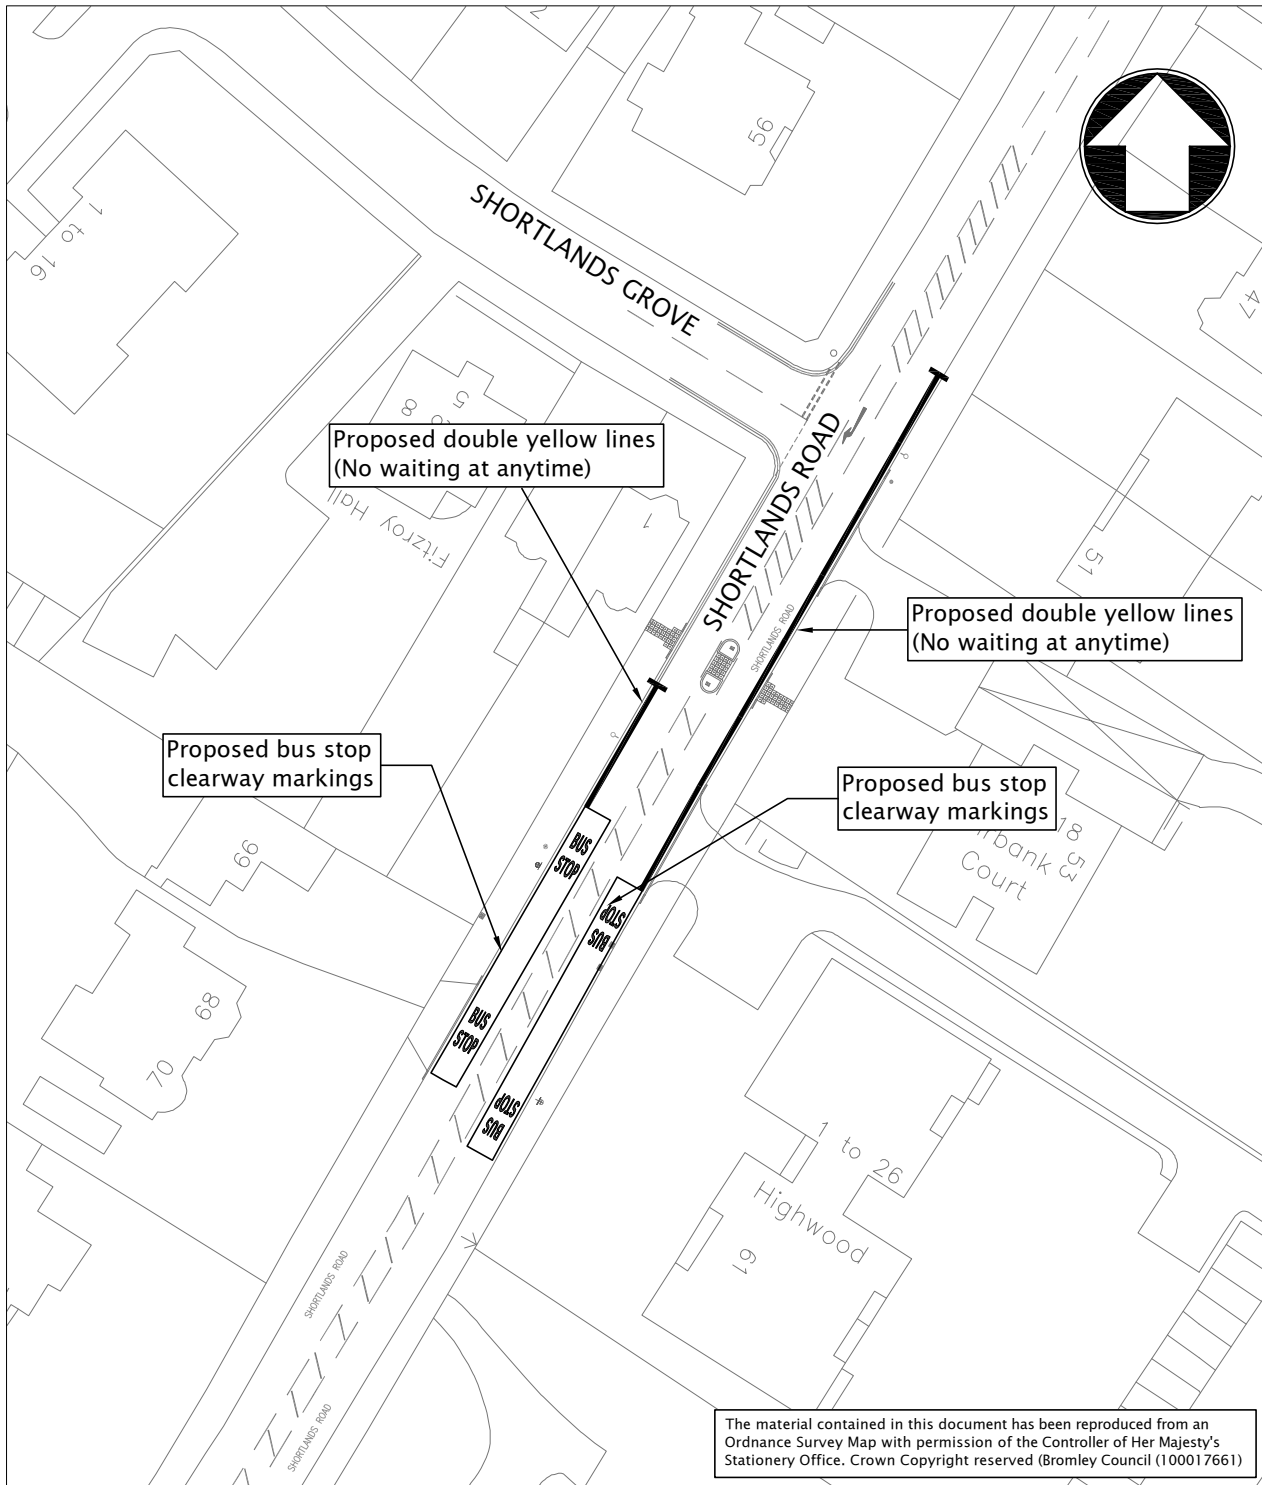 2
56
SHORTLANDS GROVE
1 to 16
47
5 to 8
Fitzroy Hall
Proposed double yellow lines
(No waiting at anytime)
SHORTLANDS ROAD
1
51
SHORTLANDS ROAD
Proposed double yellow lines
(No waiting at anytime)
Proposed bus stop
clearway markings
Proposed bus stop
clearway markings
18
53
Court
BUS
STOP
BUS
STOP
BUS
STOP
BUS
STOP
66
68
70
1 to 26
Highwood
61
SHORTLANDS ROAD
SHORTLANDS ROAD
The material contained in this document has been reproduced from an
Ordnance Survey Map with permission of the Controller of Her Majesty's
Stationery Office. Crown Copyright reserved (Bromley Council (100017661)